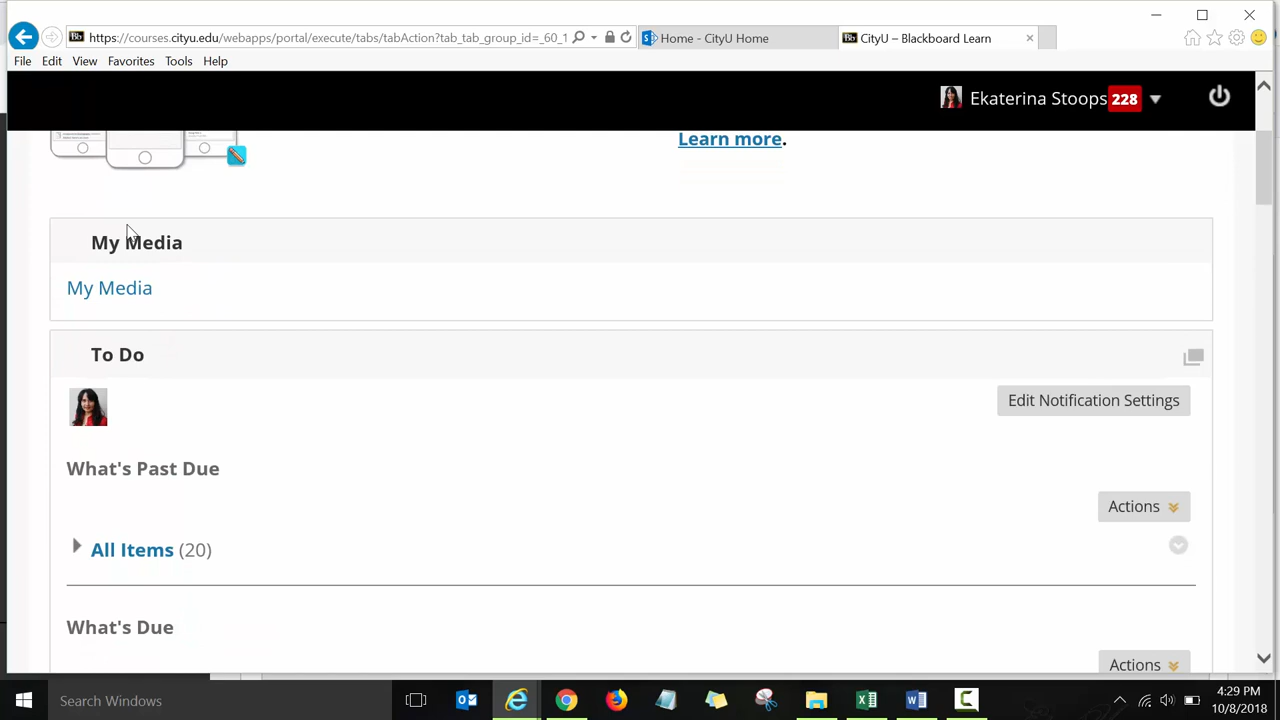 https://courses.cityu.edu/webapps/portal/execute/tabs/tabAction?tab_tab_group_id=_60_1
Home - CityU Home
CityU – Blackboard Learn
File Edit View Favorites Tools Help
Ekaterina Stoops 228
Learn more.
My Media
My Media
To Do
Edit Notification Settings
What's Past Due
Actions
All Items (20)
What's Due
Actions
Search Windows
4:29 PM
10/8/2018